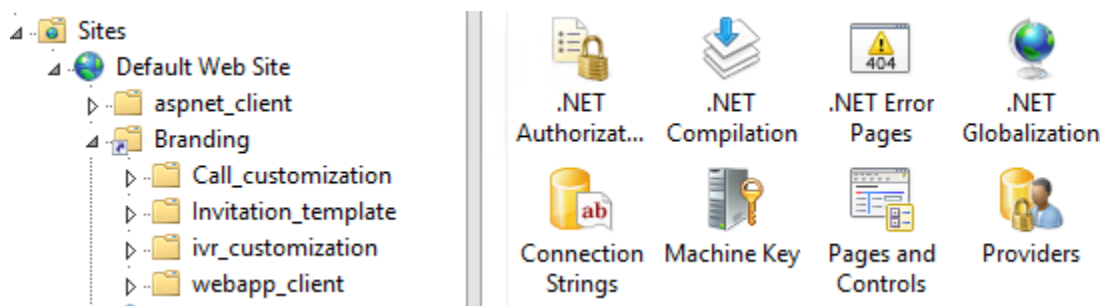 Sites
Default Web Site
aspnet_client
Branding
Call_customization
Invitation_template
ivr_customization
webapp_client
404
.NET
Authorizat...
.NET
Compilation
.NET Error
Pages
.NET
Globalization
ab
Connection
Strings
Machine Key
Pages and
Controls
Providers